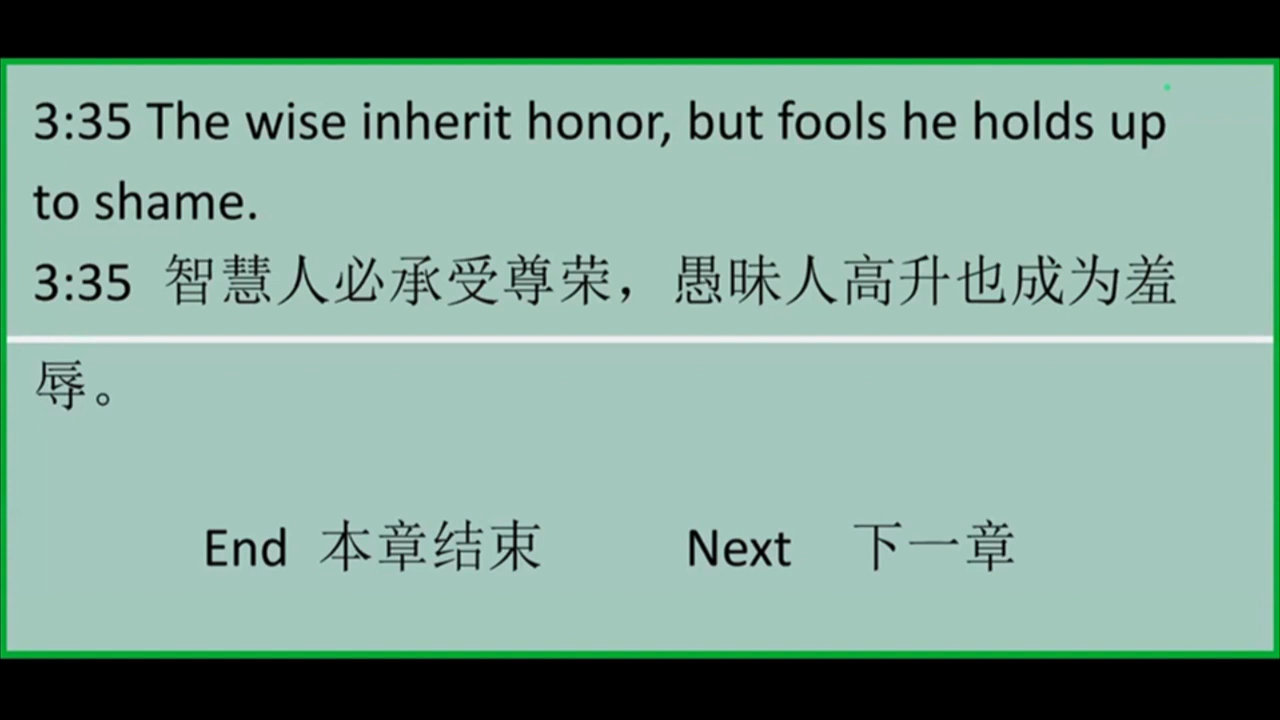 3:35 The wise inherit honor, but fools he holds up
to shame.
3:35 智慧人必承受尊荣，愚昧人高升也成为羞
辱。
End 本章结束 Next 下一章